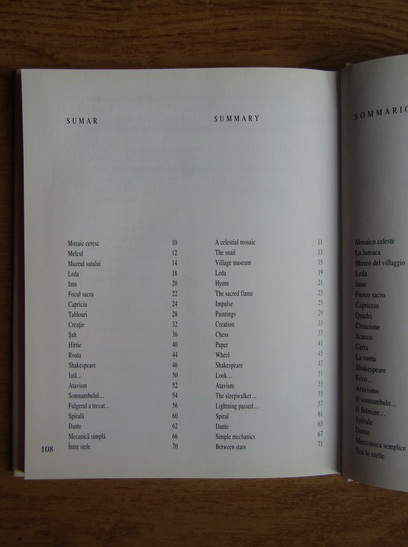 SUMAR
Mozaic ceresc 10
Melcul 12
Muzeul satului 14
Leda 18
Imn 20
Focul sacru 22
Capriciu 24
Tablouri 28
Creaţie 32
Şah 36
Hîrtie 40
Roata 44
Shakespeare 46
Iată... 50
Atavism 52
Somnambulul... 54
Fulgerul a trecut... 56
Spirală 60
Dante 62
Mecanică simplă 66
Între stele 70
108
SUMMARY
A celestial mosaic 11
The snail 13
Village museum 15
Leda 19
Hymn 21
The sacred flame 23
Impulse 25
Paintings 29
Creation 33
Chess 37
Paper 41
Wheel 45
Shakespeare 47
Look... 51
Atavism 53
The sleepwalker... 55
Lightning passed... 57
Spiral 61
Dante 63
Simple mechanics 67
Between stars 71
SOMMARIO
Mosaico celeste
La lumaca
Museo del villaggio
Leda
Inno
Fuoco sacro
Capriccio
Quadri
Creazione
Scacco
Carta
La ruota
Shakespeare
Ecco...
Atavismo
Il sonnambulo...
Il fulmine...
Spirale
Dante
Meccanica semplice
Tra le stelle